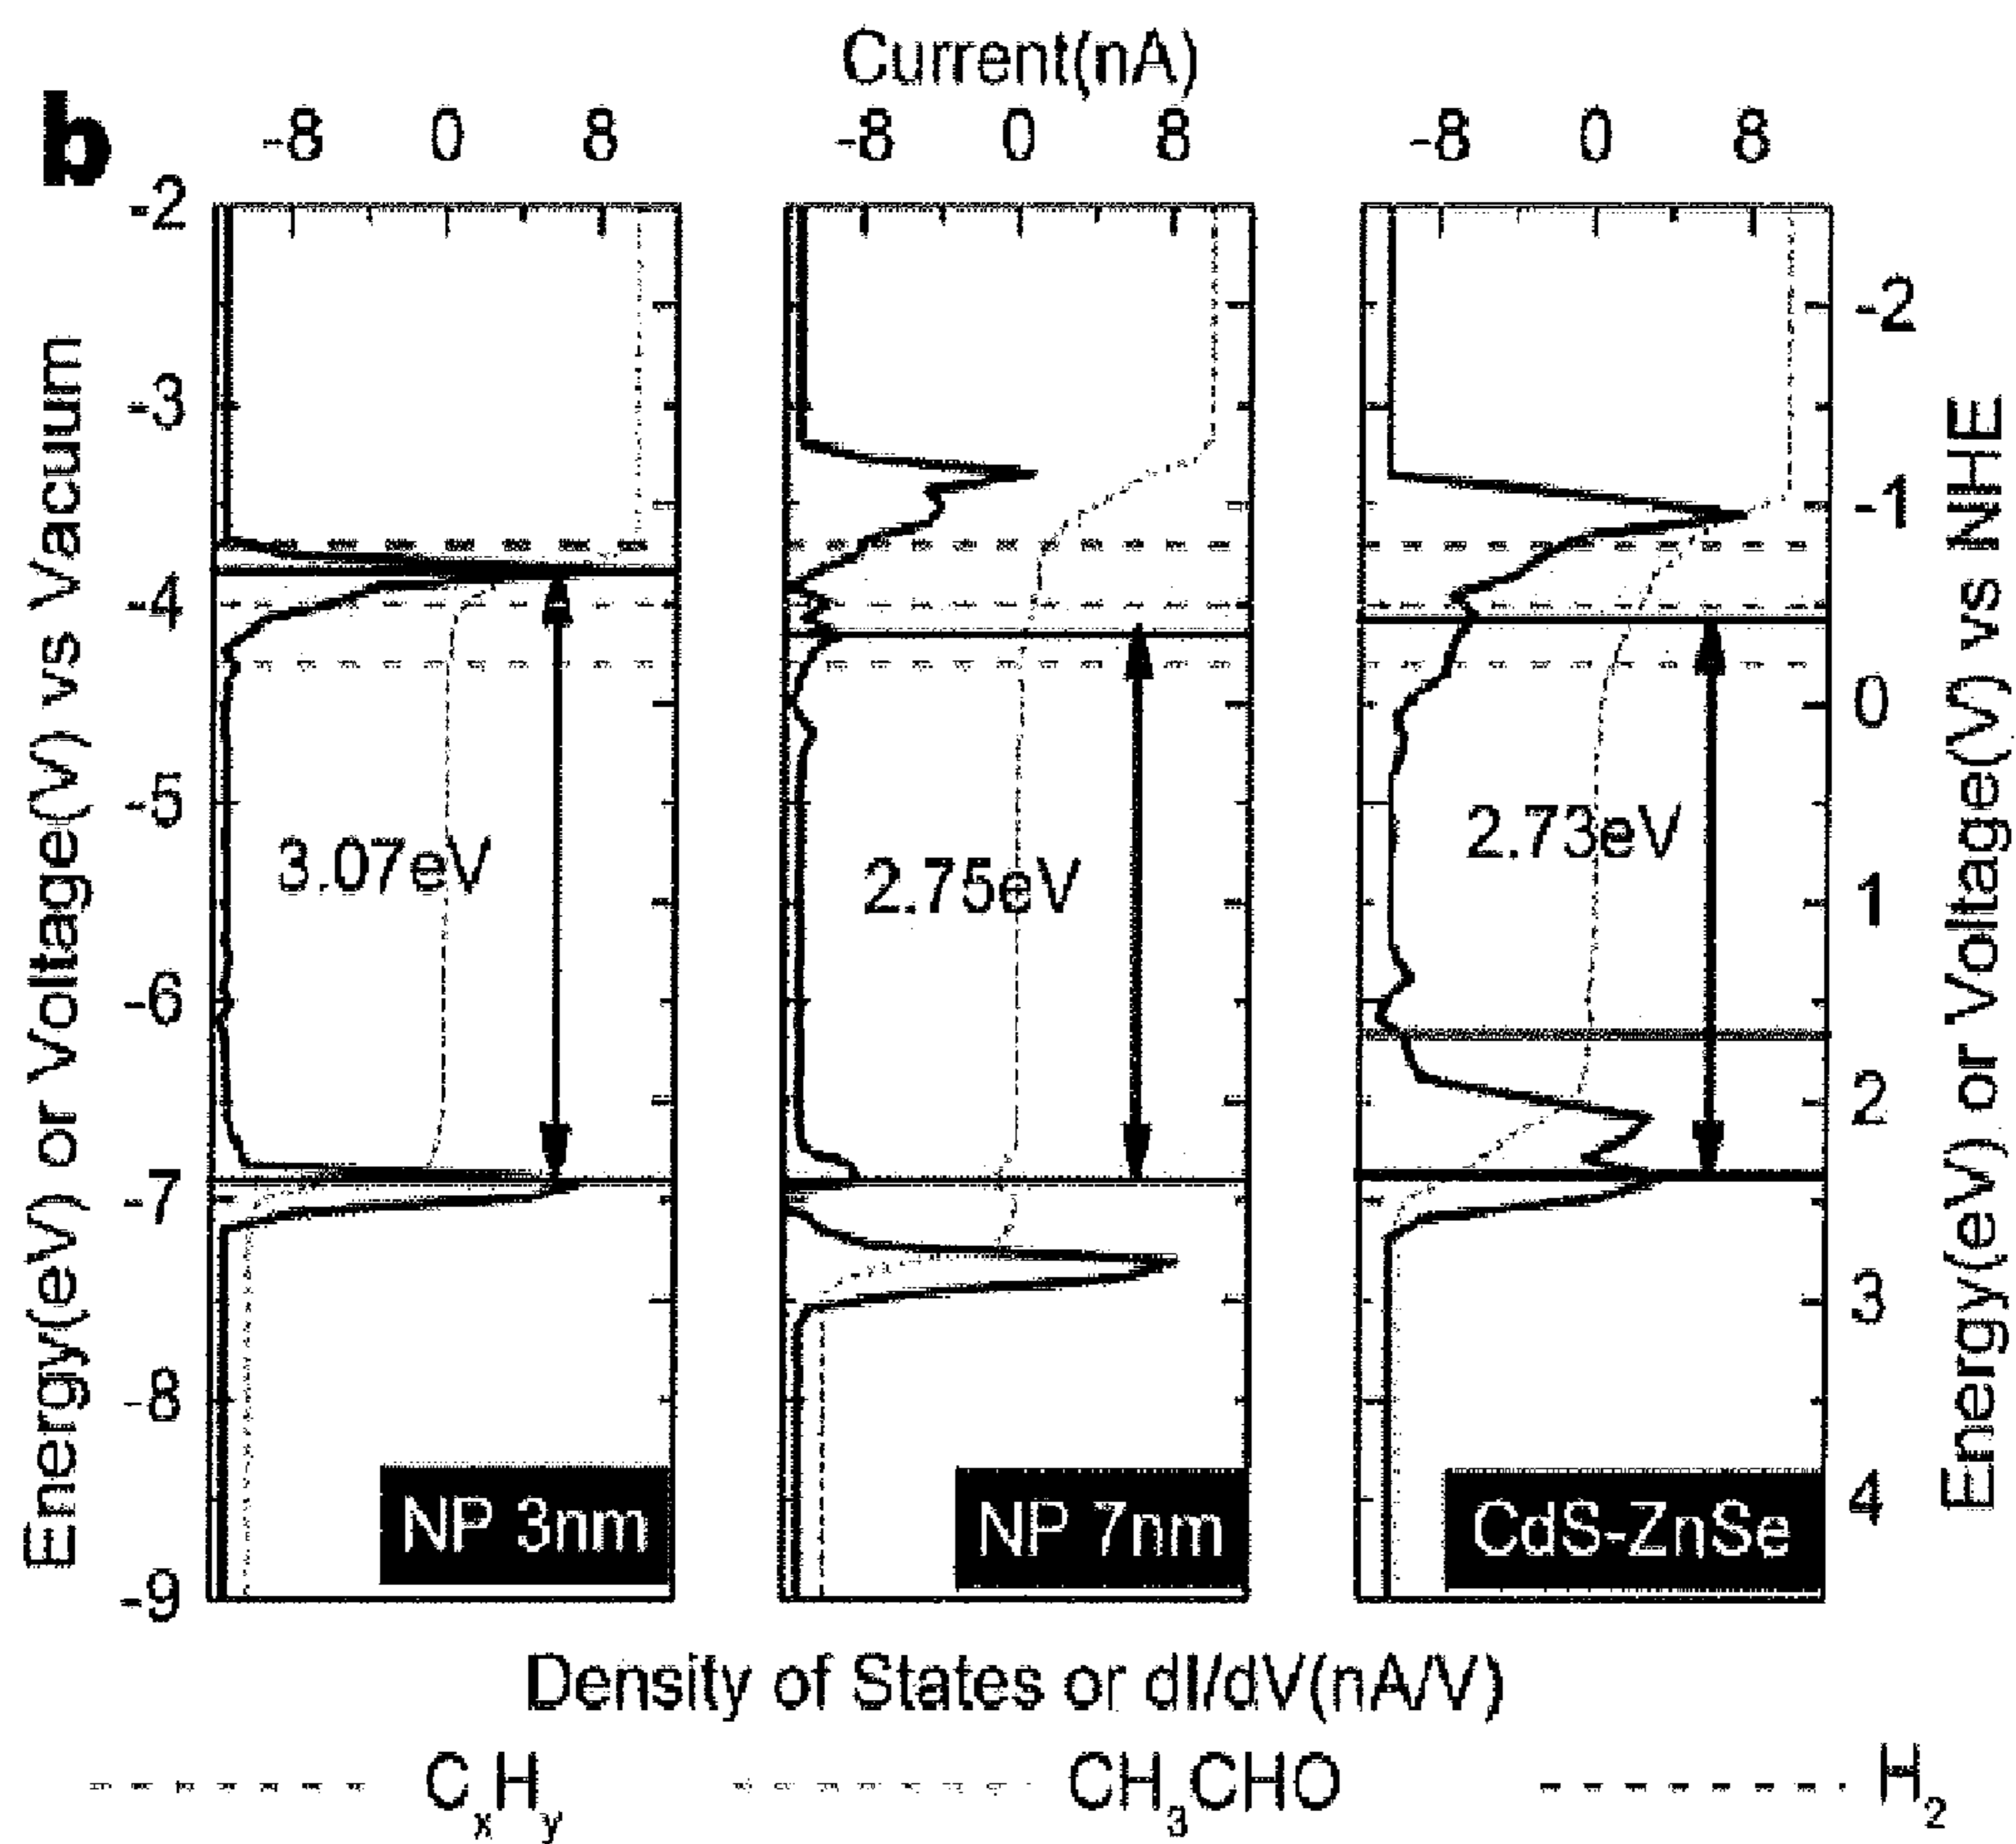 b
Current(nA)
-8 0 8 -8 0 8 -8 0 8
Energy(eV) or Voltage(V) vs Vacuum
-2
-3
-4
-5
-6
-7
-8
-9
3.07eV
2.75eV
2.73eV
NP 3nm
NP 7nm
CdS-ZnSe
-2
-1
0
1
2
3
4
Energy(eV) or Voltage(V) vs NHE
Density of States or dI/dV(nA/V)
CxHy CH3CHO H2